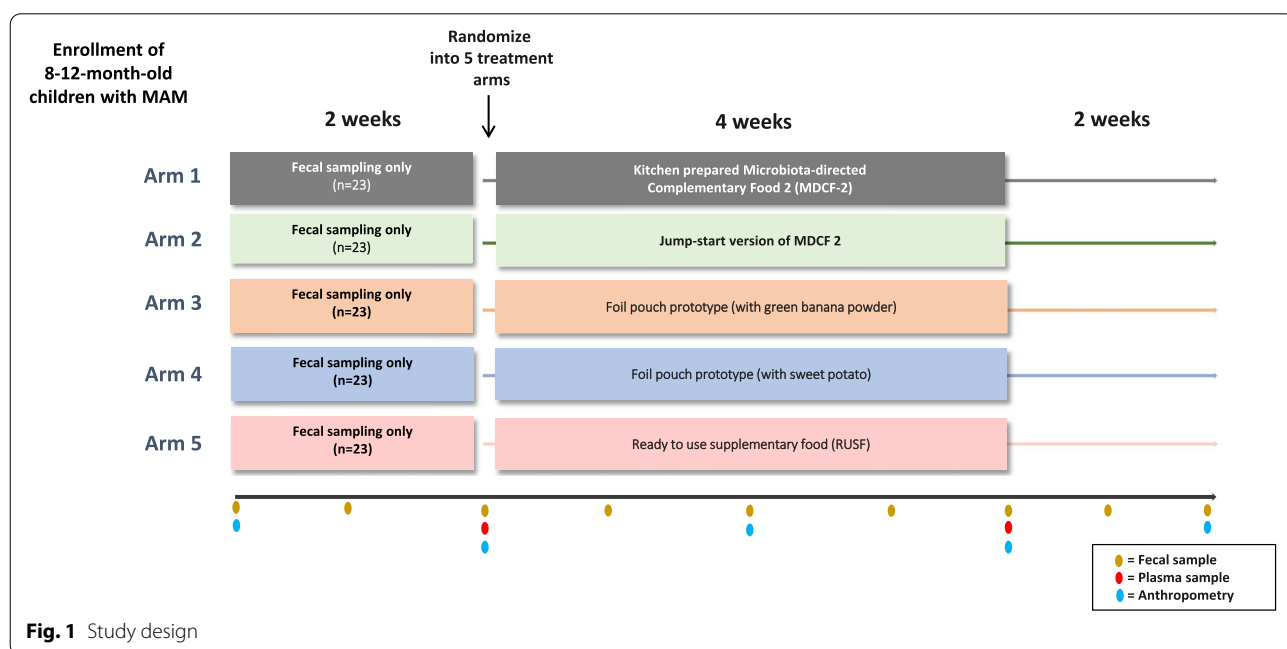 Enrollment of
8-12-month-old
children with MAM
Randomize
into 5 treatment
arms
2 weeks
4 weeks
2 weeks
Arm 1
Fecal sampling only
(n=23)
Kitchen prepared Microbiota-directed
Complementary Food 2 (MDCF-2)
Arm 2
Fecal sampling only
(n=23)
Jump-start version of MDCF 2
Arm 3
Fecal sampling only
(n=23)
Foil pouch prototype (with green banana powder)
Arm 4
Fecal sampling only
(n=23)
Foil pouch prototype (with sweet potato)
Arm 5
Fecal sampling only
(n=23)
Ready to use supplementary food (RUSF)
= Fecal sample
= Plasma sample
= Anthropometry
Fig. 1 Study design